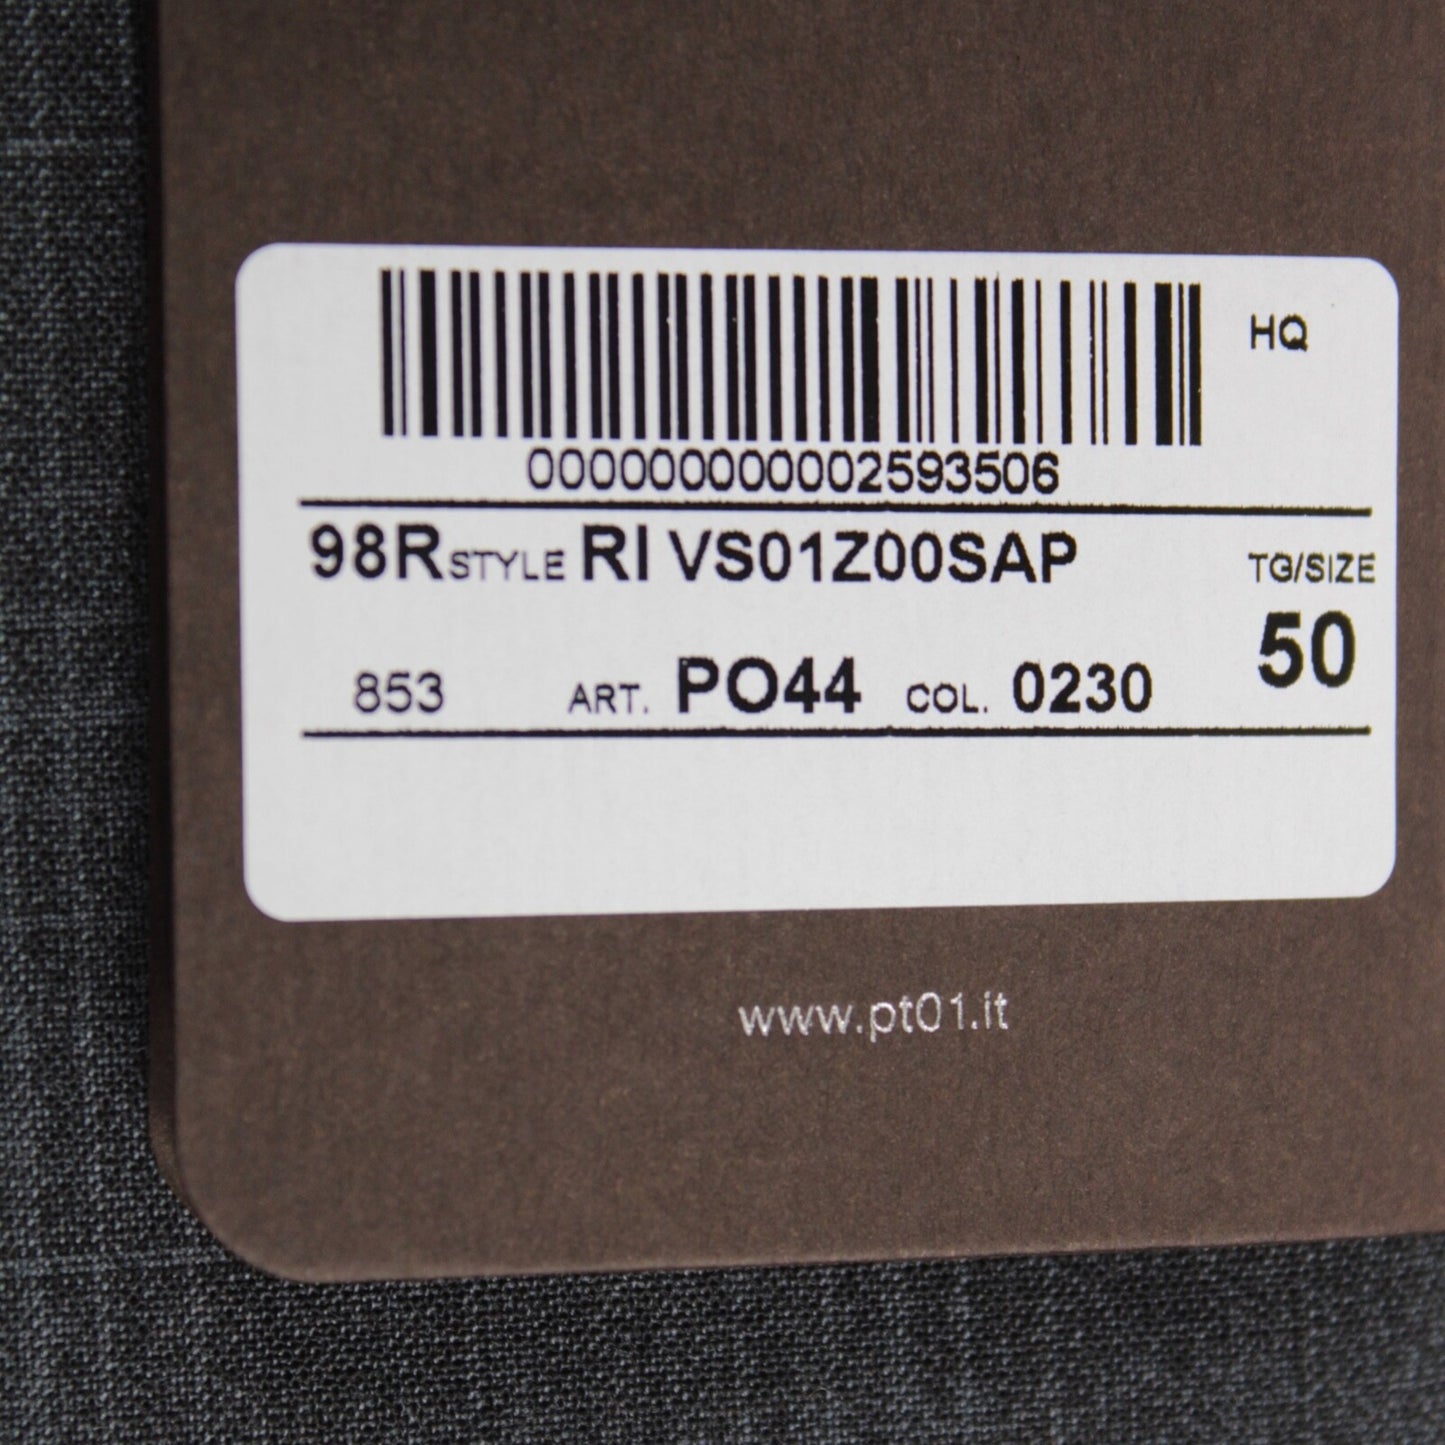 HQ
0000000000002593506
98R STYLE RI VS01Z00SAP TG/SIZE
50
853 ART. PO44 COL. 0230
www.pt01.it